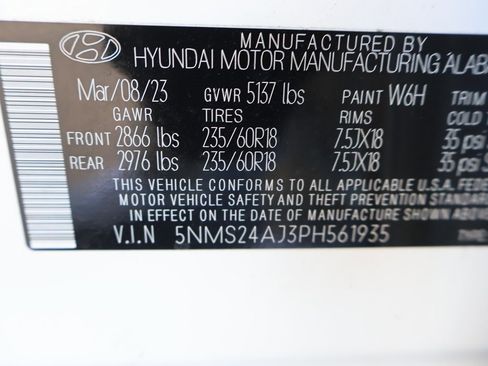 MANUFACTURED BY
HYUNDAI MOTOR MANUFACTURING ALAB
Mar/08/23 GVWR 5137 lbs PAINT W6H TRIM
GAWR TIRES RIMS COLD
FRONT 2866 lbs 235/60R18 7.5JX18 35 psi
REAR 2976 lbs 235/60R18 7.5JX18 35 psi
THIS VEHICLE CONFORMS TO ALL APPLICABLE U.S.A. FEDE
MOTOR VEHICLE SAFETY AND THEFT PREVENTION STANDA
IN EFFECT ON THE DATE OF MANUFACTURE SHOWN ABO
V.I.N 5NMS24AJ3PH561935 TYPE